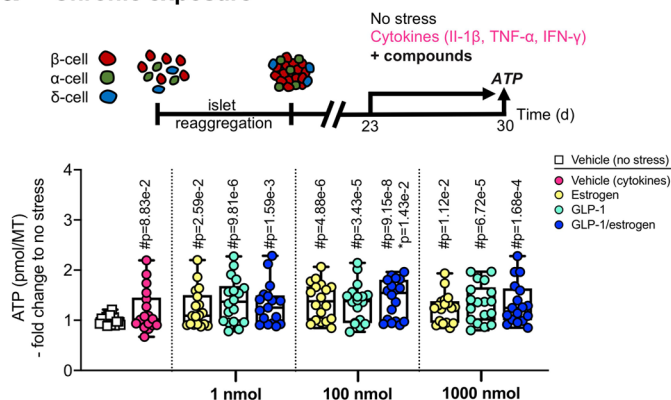 No stress
Cytokines (Il-1β, TNF-α, IFN-γ)
+ compounds
β-cell
α-cell
δ-cell
ATP
islet
reaggregation
Time (d)
23
30
Vehicle (no stress)
Vehicle (cytokines)
Estrogen
GLP-1
GLP-1/estrogen
ATP (pmol/MT)
- fold change to no stress
4
3
2
1
0
#p=8.83e-2
#p=2.59e-2
#p=9.81e-6
#p=1.59e-3
#p=4.88e-6
#p=3.43e-5
#p=9.15e-8
*p=1.43e-2
#p=1.12e-2
#p=6.72e-5
#p=1.68e-4
1 nmol
100 nmol
1000 nmol